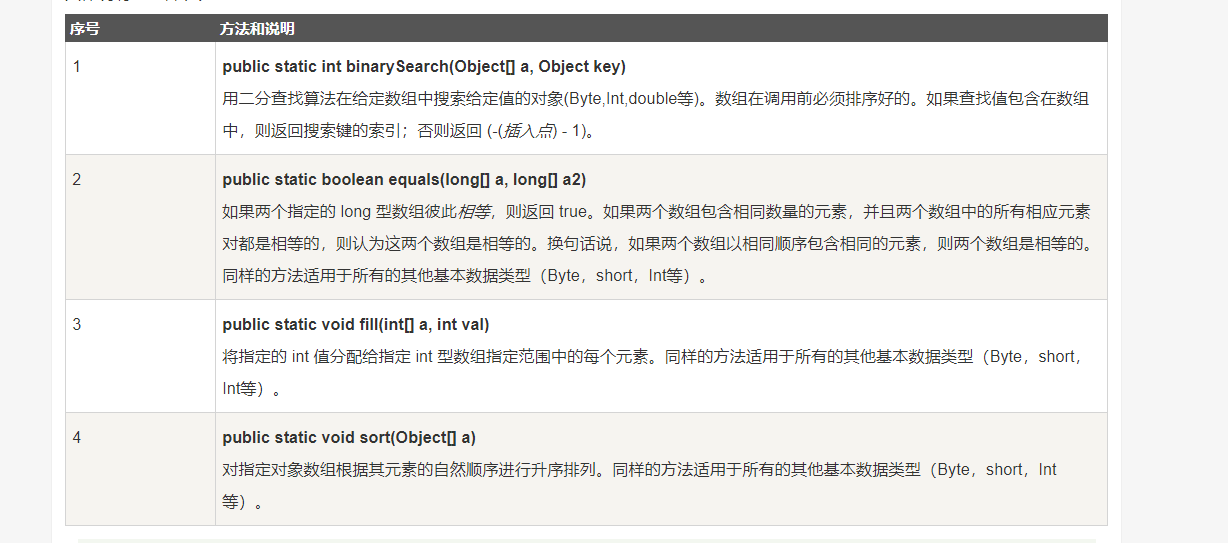 序号 方法和说明
1 public static int binarySearch(Object[] a, Object key)
用二分查找算法在给定数组中搜索给定值的对象(Byte,Int,double等)。数组在调用前必须排序好的。如果查找值包含在数组
中，则返回搜索键的索引；否则返回 (-(插入点) - 1)。
2 public static boolean equals(long[] a, long[] a2)
如果两个指定的 long 型数组彼此相等，则返回 true。如果两个数组包含相同数量的元素，并且两个数组中的所有相应元素
对都是相等的，则认为这两个数组是相等的。换句话说，如果两个数组以相同顺序包含相同的元素，则两个数组是相等的。
同样的方法适用于所有的其他基本数据类型（Byte，short，Int等）。
3 public static void fill(int[] a, int val)
将指定的 int 值分配给指定 int 型数组指定范围中的每个元素。同样的方法适用于所有的其他基本数据类型（Byte，short，
Int等）。
4 public static void sort(Object[] a)
对指定对象数组根据其元素的自然顺序进行升序排列。同样的方法适用于所有的其他基本数据类型（Byte，short，Int
等）。